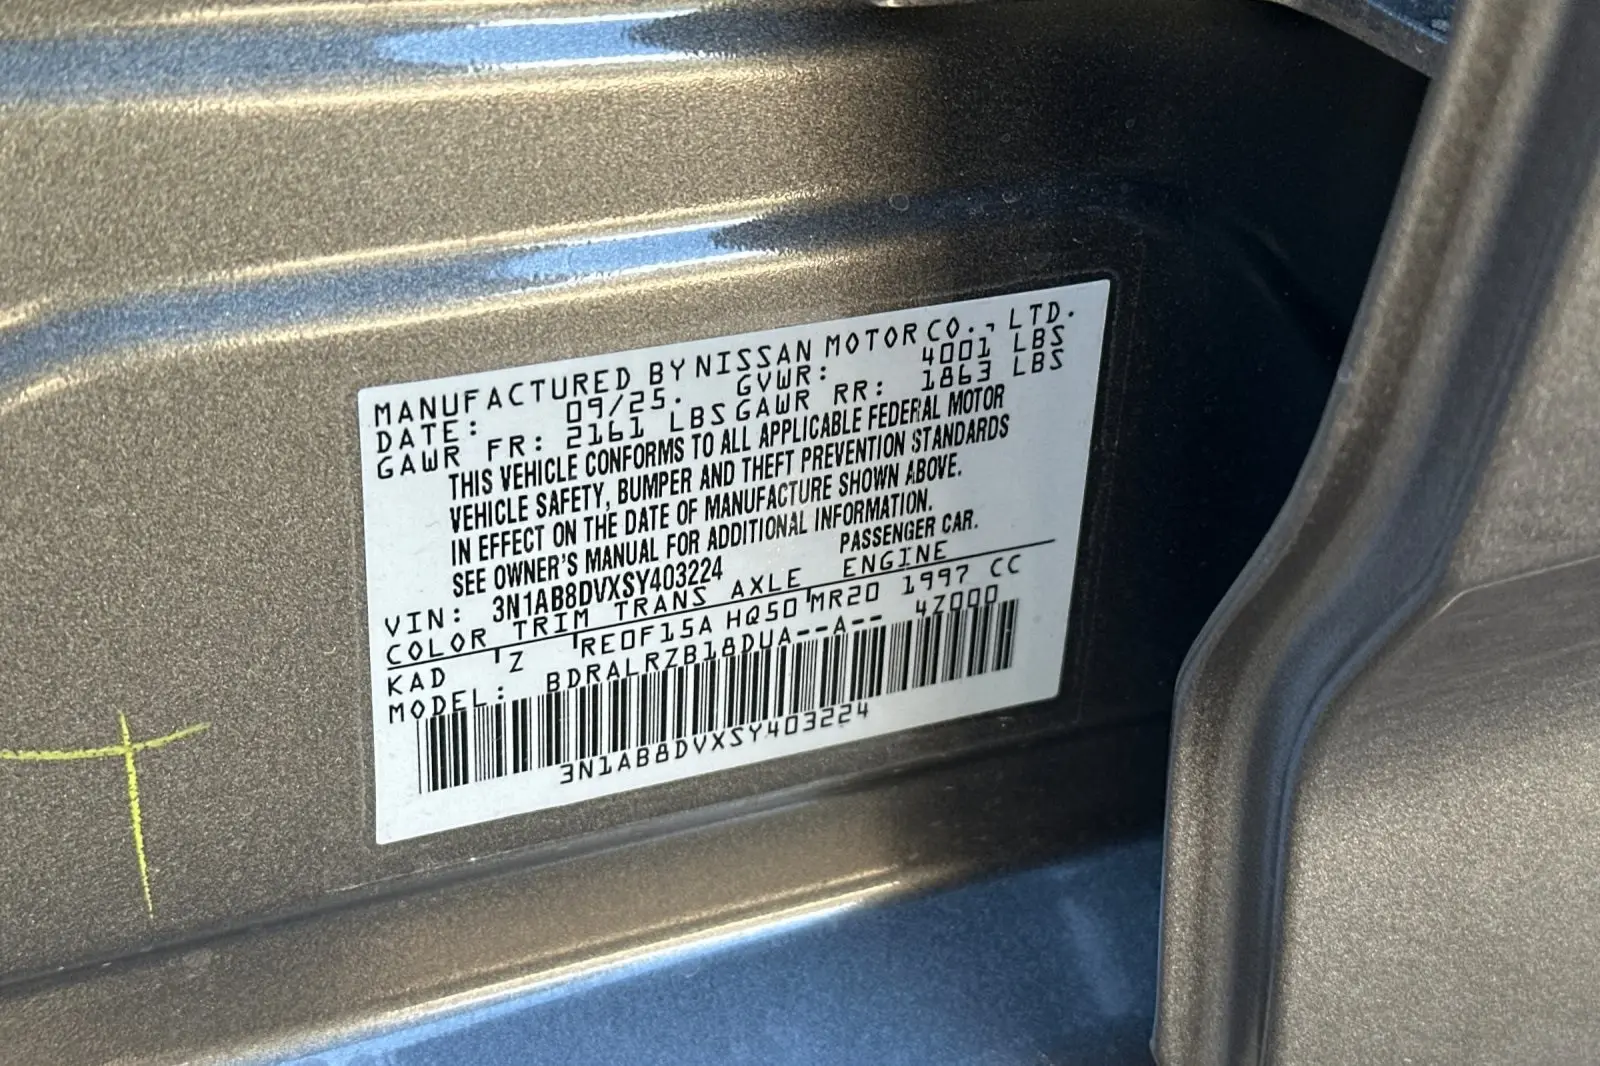 MANUFACTURED BY NISSAN MOTOR CO., LTD.
DATE: 09/25. GVWR: 4001 LBS
GAWR FR: 2161 LBS GAWR RR: 1863 LBS
THIS VEHICLE CONFORMS TO ALL APPLICABLE FEDERAL MOTOR
VEHICLE SAFETY, BUMPER AND THEFT PREVENTION STANDARDS
IN EFFECT ON THE DATE OF MANUFACTURE SHOWN ABOVE.
SEE OWNER'S MANUAL FOR ADDITIONAL INFORMATION.
VIN: 3N1AB8DVXSY403224 PASSENGER CAR.
COLOR TRIM TRANS AXLE ENGINE
KAD Z RE0F15A HQ50 MR20 1997 CC
MODEL: BDRALRZB18DUA--A-- 4Z000
3N1AB8DVXSY403224